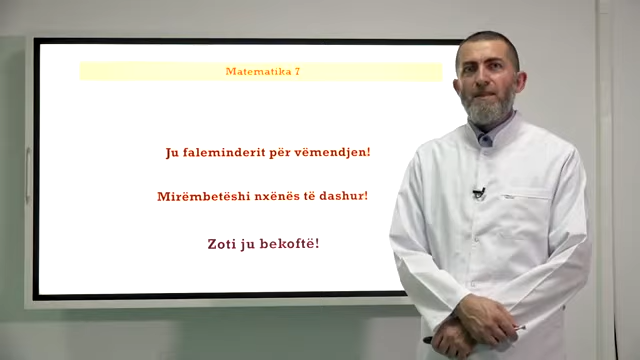 Matematika 7
Ju faleminderit për vëmendjen!
Mirëmbetëshi nxënës të dashur!
Zoti ju bekoftë!